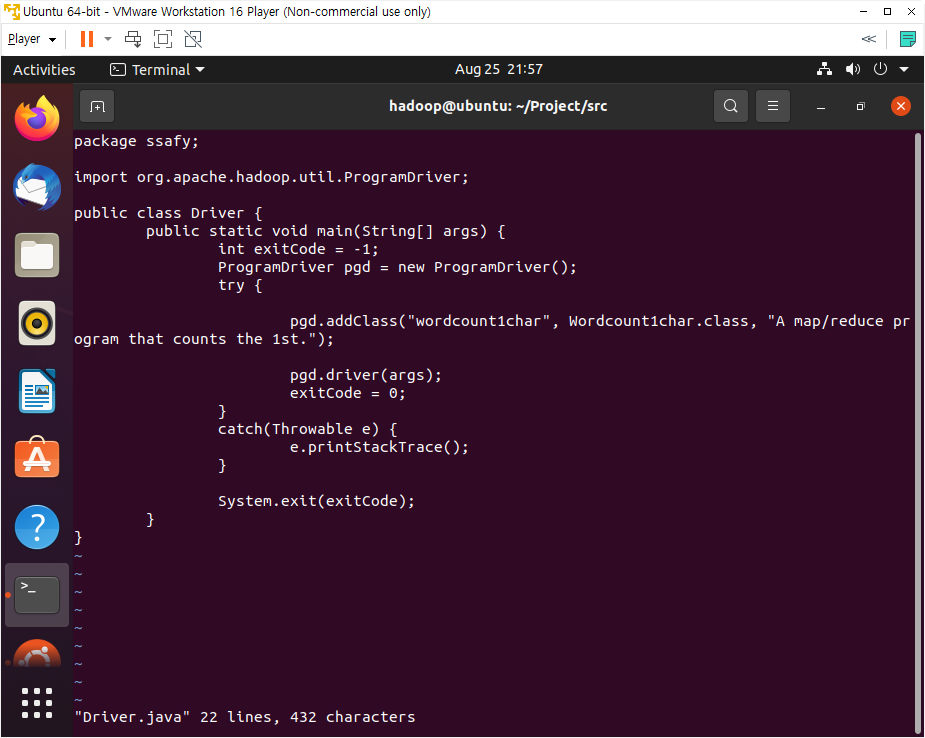 Ubuntu 64-bit - VMware Workstation 16 Player (Non-commercial use only)
Player
Activities Terminal Aug 25 21:57
hadoop@ubuntu: ~/Project/src
package ssafy;
import org.apache.hadoop.util.ProgramDriver;
public class Driver {
        public static void main(String[] args) {
                int exitCode = -1;
                ProgramDriver pgd = new ProgramDriver();
                try {
                        pgd.addClass("wordcount1char", Wordcount1char.class, "A map/reduce pr
ogram that counts the 1st.");
                        pgd.driver(args);
                        exitCode = 0;
                }
                catch(Throwable e) {
                        e.printStackTrace();
                }
                System.exit(exitCode);
        }
}
~
~
~
~
~
~
~
~
~
"Driver.java" 22 lines, 432 characters